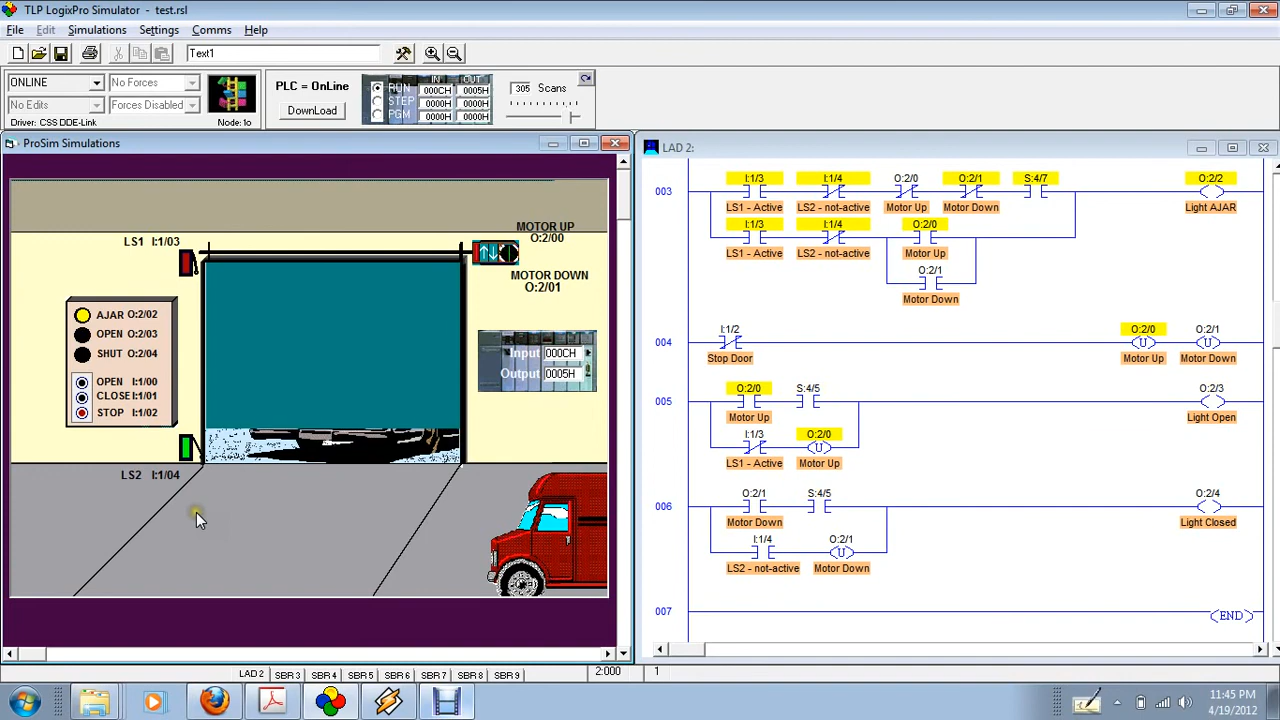 TLP LogixPro Simulator - test.rsl
File Edit Simulations Settings Comms Help
Text1
ONLINE No Forces
No Edits Forces Disabled
Driver: CSS DDE-Link Node: 1o
PLC = OnLine
DownLoad
IN OUT
RUN 000CH 0005H
STEP 0000H 0000H
PGM 0000H 0000H
305 Scans
ProSim Simulations
LS1 I:1/03
MOTOR UP
O:2/00
MOTOR DOWN
O:2/01
AJAR O:2/02
OPEN O:2/03
SHUT O:2/04
OPEN I:1/00
CLOSE I:1/01
STOP I:1/02
Input 000CH
Output 0005H
LS2 I:1/04
LAD 2:
003
I:1/3 I:1/4 O:2/0 O:2/1 S:4/7 O:2/2
LS1 - Active LS2 - not-active Motor Up Motor Down Light AJAR
I:1/3 I:1/4 O:2/0
LS1 - Active LS2 - not-active Motor Up
O:2/1
Motor Down
004
I:1/2 O:2/0 O:2/1
U U
Stop Door Motor Up Motor Down
005
O:2/0 S:4/5 O:2/3
Motor Up Light Open
I:1/3 O:2/0
U
LS1 - Active Motor Up
006
O:2/1 S:4/5 O:2/4
Motor Down Light Closed
I:1/4 O:2/1
U
LS2 - not-active Motor Down
007 END
LAD 2 SBR 3 SBR 4 SBR 5 SBR 6 SBR 7 SBR 8 SBR 9 2:000 1
11:45 PM
4/19/2012